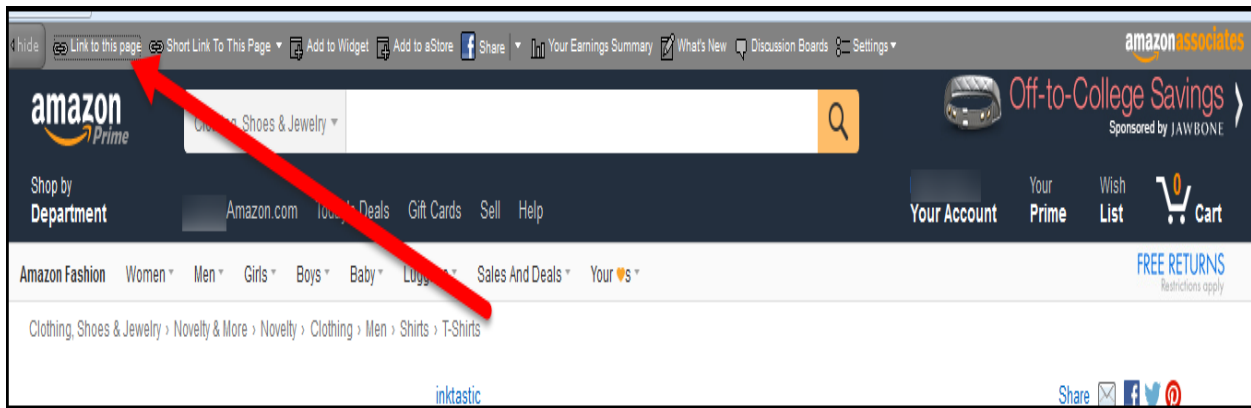 hide Link to this page Short Link To This Page Add to Widget Add to aStore Share Your Earnings Summary What's New Discussion Boards Settings amazonassociates
amazon Prime
Clothing, Shoes & Jewelry
Off-to-College Savings
Sponsored by JAWBONE
Shop by
Department
Amazon.com Today's Deals Gift Cards Sell Help
Your Account
Your
Prime
Wish
List
0
Cart
Amazon Fashion Women Men Girls Boys Baby Luggage Sales And Deals Your s
FREE RETURNS
Restrictions apply
Clothing, Shoes & Jewelry › Novelty & More › Novelty › Clothing › Men › Shirts › T-Shirts
inktastic
Share